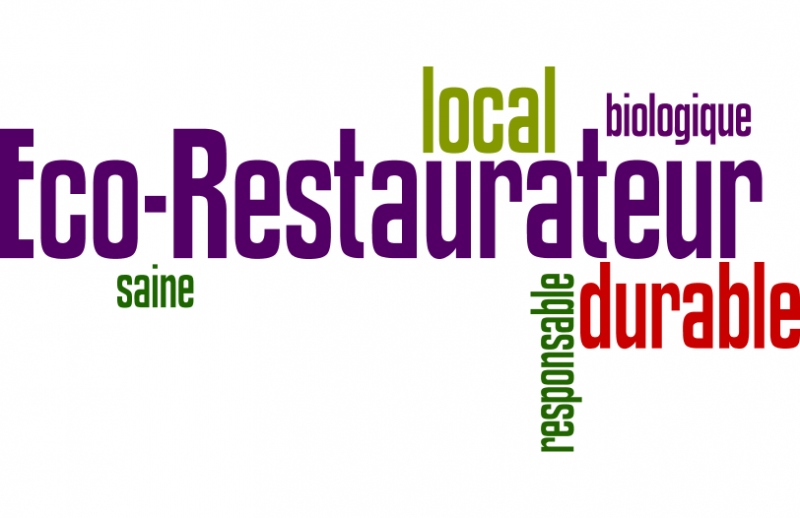 local
biologique
Eco-Restaurateur
saine
responsable
durable